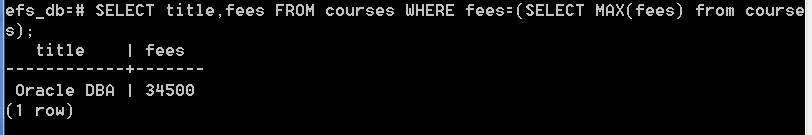 efs_db=# SELECT title,fees FROM courses WHERE fees=(SELECT MAX(fees) from course
s);
   title    | fees
------------+-------
 Oracle DBA | 34500
(1 row)